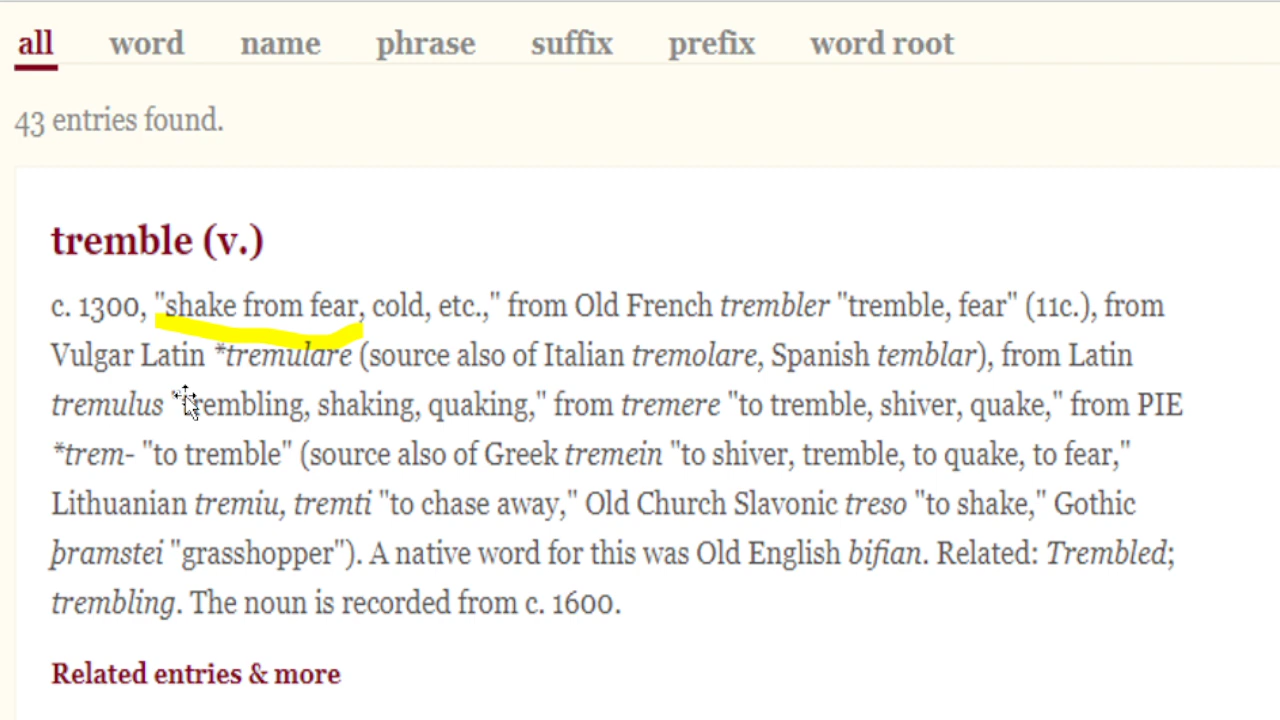 all word name phrase suffix prefix word root
43 entries found.
tremble (v.)
c. 1300, "shake from fear, cold, etc.," from Old French trembler "tremble, fear" (11c.), from
Vulgar Latin *tremulare (source also of Italian tremolare, Spanish temblar), from Latin
tremulus "trembling, shaking, quaking," from tremere "to tremble, shiver, quake," from PIE
*trem- "to tremble" (source also of Greek tremein "to shiver, tremble, to quake, to fear,"
Lithuanian tremiu, tremti "to chase away," Old Church Slavonic treso "to shake," Gothic
þramstei "grasshopper"). A native word for this was Old English bifian. Related: Trembled;
trembling. The noun is recorded from c. 1600.
Related entries & more